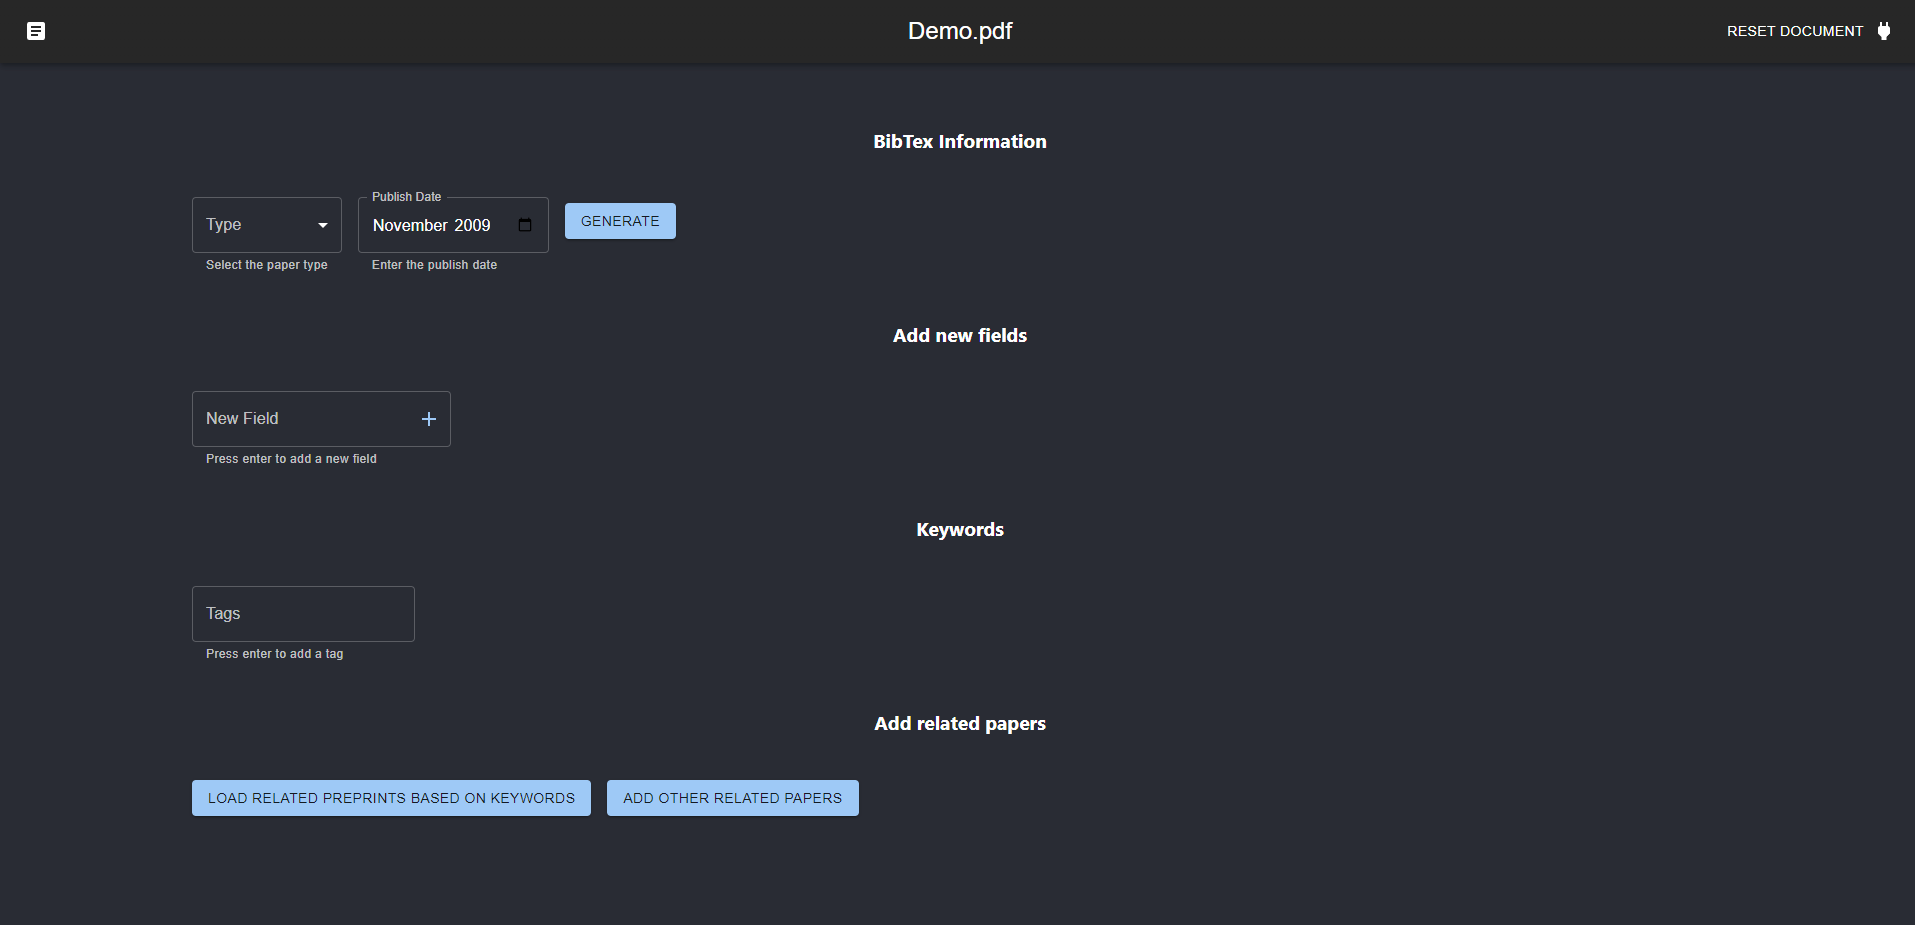 Demo.pdf
RESET DOCUMENT
BibTex Information
Type
Select the paper type
Publish Date
November 2009
Enter the publish date
GENERATE
Add new fields
New Field
Press enter to add a new field
Keywords
Tags
Press enter to add a tag
Add related papers
LOAD RELATED PREPRINTS BASED ON KEYWORDS
ADD OTHER RELATED PAPERS